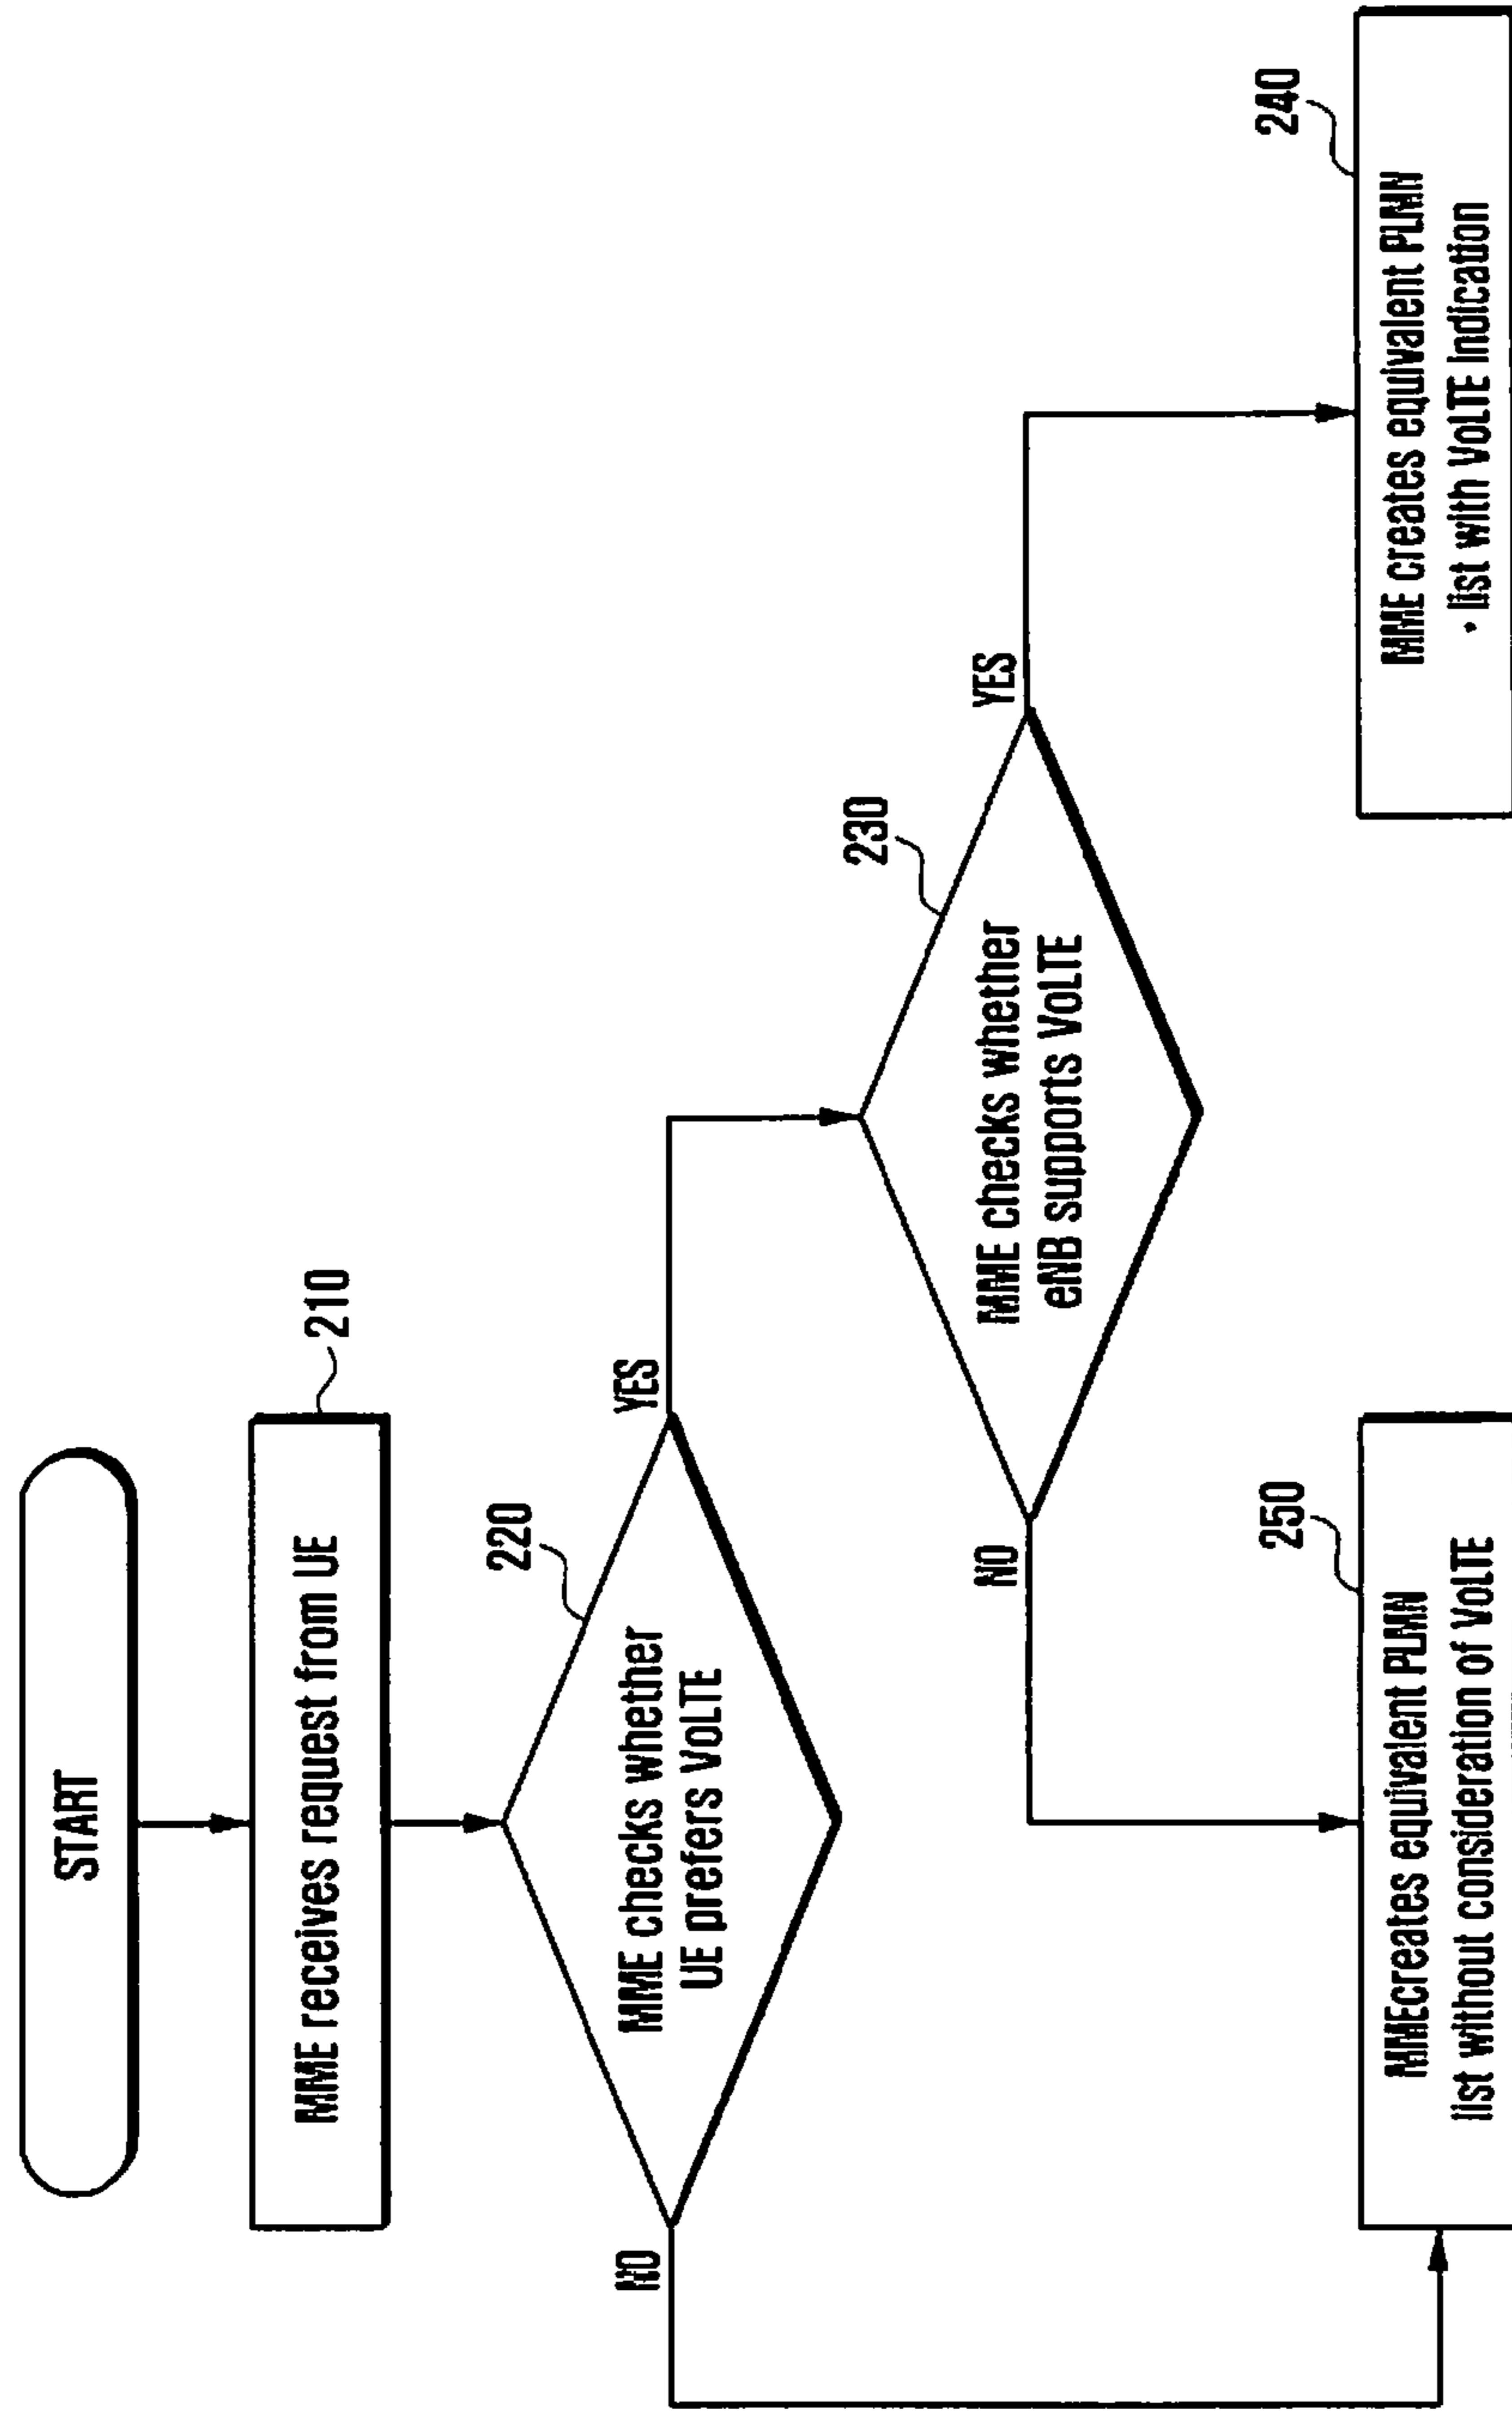 START
210
MME receives request from UE
220
MME checks whether
UE prefers VoLTE
NO
YES
230
MME checks whether
eNB supports VoLTE
NO
YES
240
MME creates equivalent PLMN
• list with VoLTE Indication
250
MMEcreates equivalent PLMN
list without consideration of VoLTE